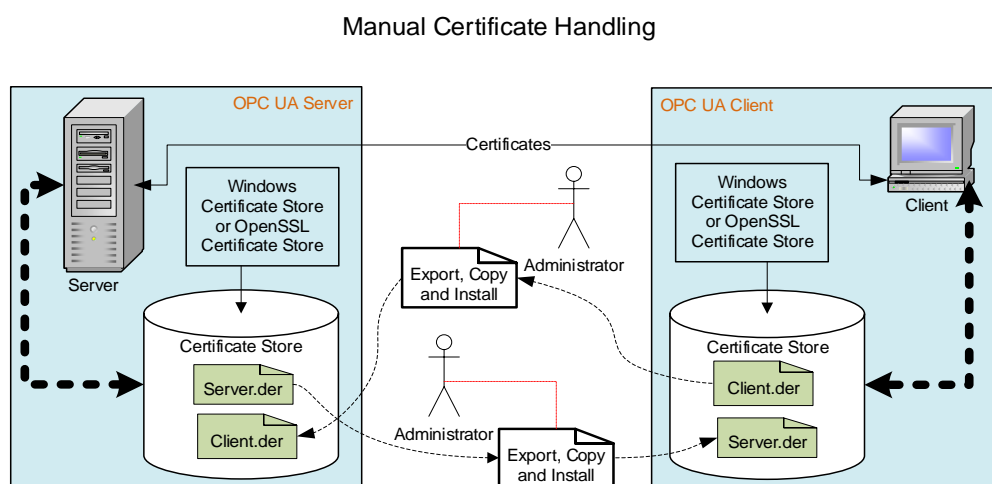 Manual Certificate Handling
OPC UA Server
OPC UA Client
Certificates
Windows
Certificate Store
or OpenSSL
Certificate Store
Windows
Certificate Store
or OpenSSL
Certificate Store
Server
Client
Administrator
Export, Copy
and Install
Certificate Store
Server.der
Client.der
Certificate Store
Client.der
Server.der
Administrator
Export, Copy
and Install